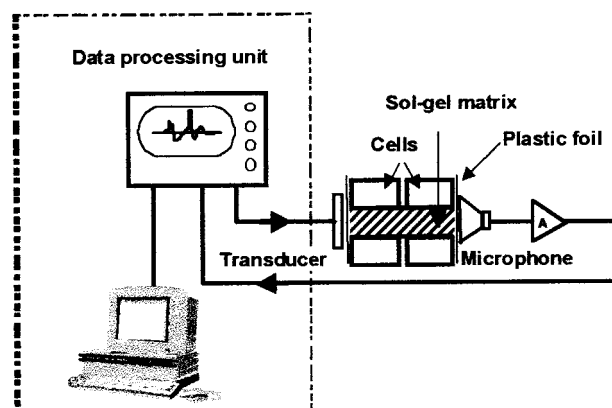 Data processing unit
Sol-gel matrix
Plastic foil
Cells
A
Transducer
Microphone